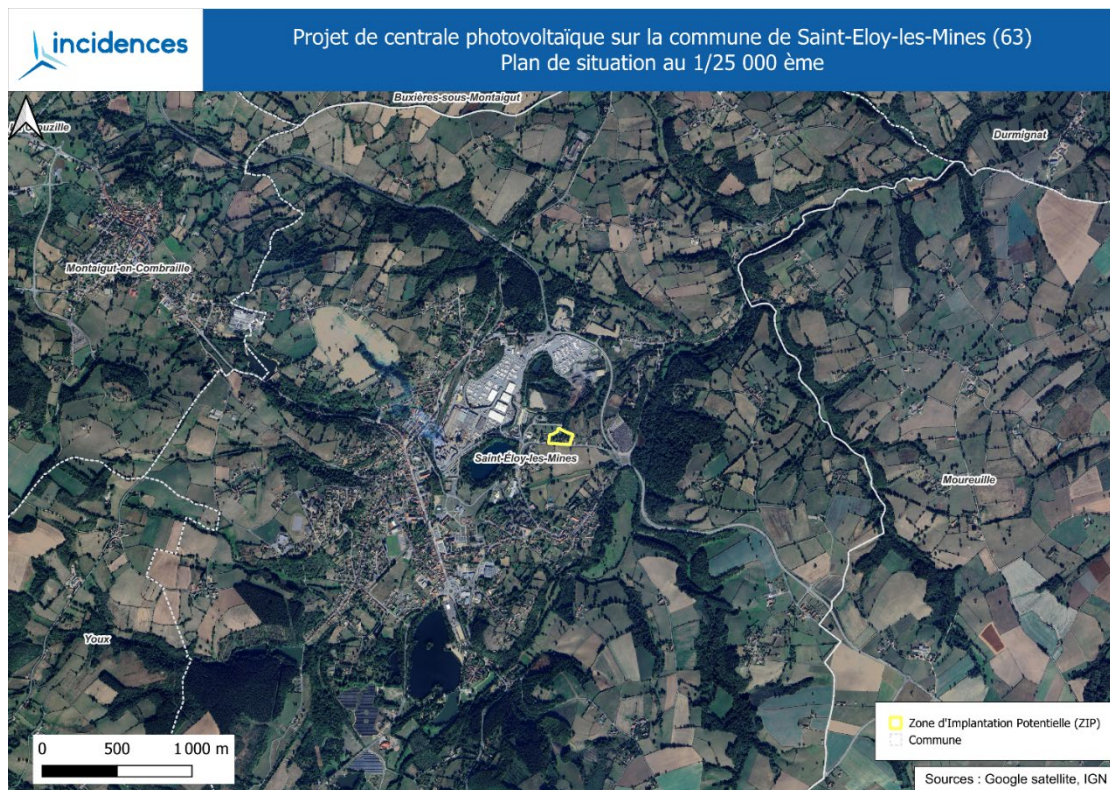 incidences
Projet de centrale photovoltaïque sur la commune de Saint-Eloy-les-Mines (63)
Plan de situation au 1/25 000 ème
Buxières-sous-Montaigut
Durmignat
Montaigut-en-Combraille
Saint-Éloy-les-Mines
Moureuille
Youx
Zone d'Implantation Potentielle (ZIP)
Commune
0 500 1 000 m
Sources : Google satellite, IGN